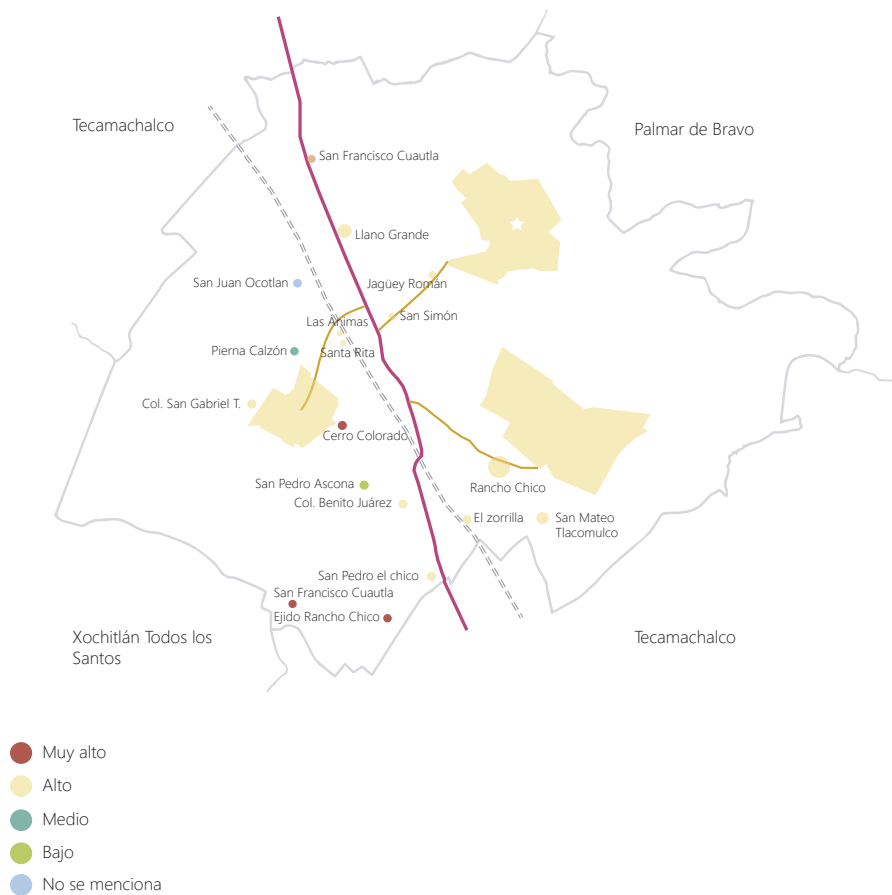 Tecamachalco
Palmar de Bravo
San Francisco Cuautla
Llano Grande
Jagüey Román
San Juan Ocotlan
San Simón
Las Ánimas
Pierna Calzón
Santa Rita
Col. San Gabriel T.
Cerro Colorado
San Pedro Ascona
Rancho Chico
Col. Benito Juárez
El zorrilla
San Mateo
Tlacomulco
San Pedro el chico
San Francisco Cuautla
Ejido Rancho Chico
Xochitlán Todos los
Santos
Tecamachalco
Muy alto
Alto
Medio
Bajo
No se menciona